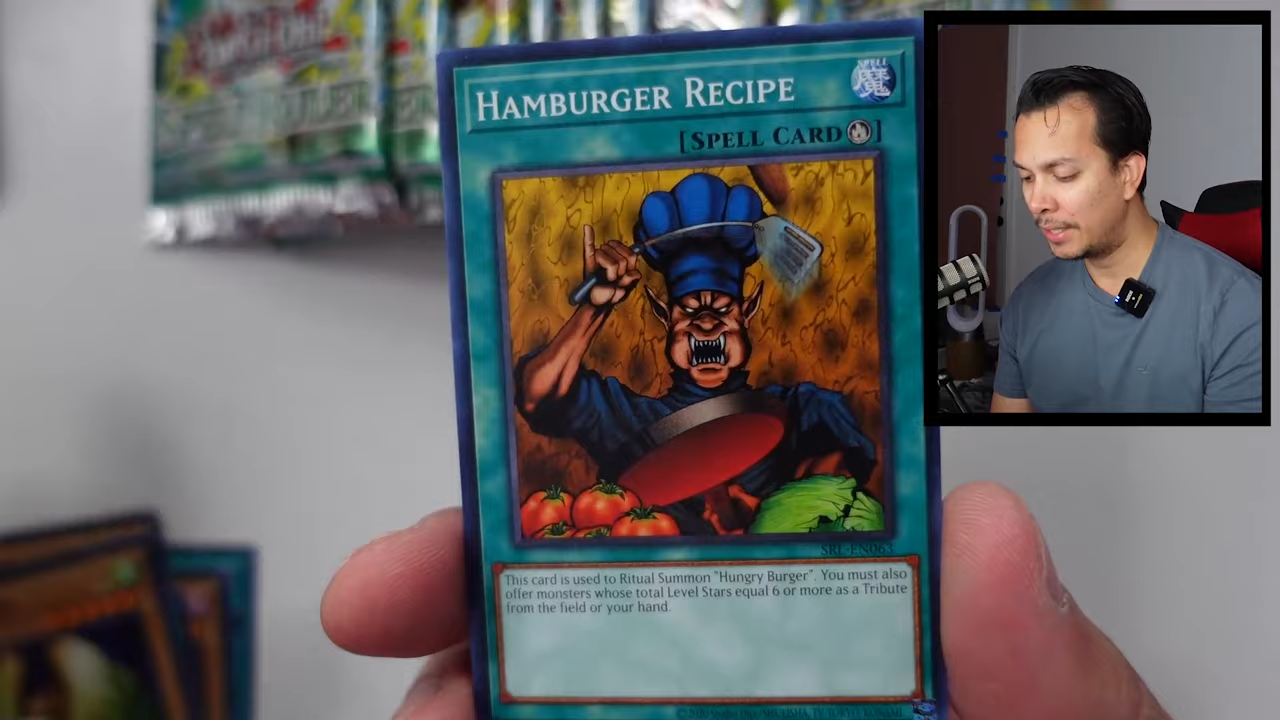 HAMBURGER RECIPE
SPELL
魔
[SPELL CARD]
SRL-EN063
This card is used to Ritual Summon "Hungry Burger". You must also
offer monsters whose total Level Stars equal 6 or more as a Tribute
from the field or your hand.